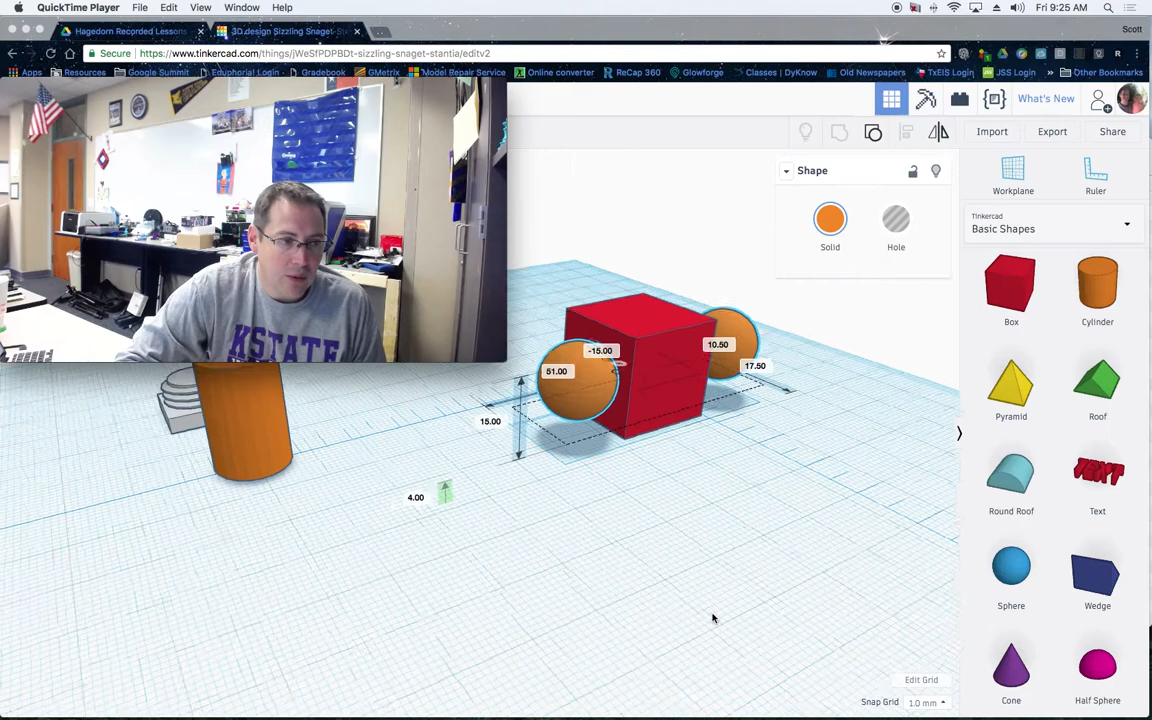 QuickTime Player File Edit View Window Help
Fri 9:25 AM
Hagedorn Recprded Lessons
3D design Sizzling Snaget-St
Scott
Secure https://www.tinkercad.com/things/jWeSfPDPBDt-sizzling-snaget-stantia/editv2
Apps Resources Google Summit Euphoria! Login Gradebook GMetrix Model Repair Service Online converter ReCap 360 Glowforge Classes | DyKnow Old Newspapers TxEIS Login JSS Login » Other Bookmarks
What's New
Import Export Share
Shape
Solid Hole
Workplane Ruler
Tinkercad
Basic Shapes
Box Cylinder
Pyramid Roof
Round Roof Text
TEXT
Sphere Wedge
Cone Half Sphere
-15.00
10.50
51.00
17.50
15.00
4.00
KSTATE
Edit Grid
Snap Grid 1.0 mm